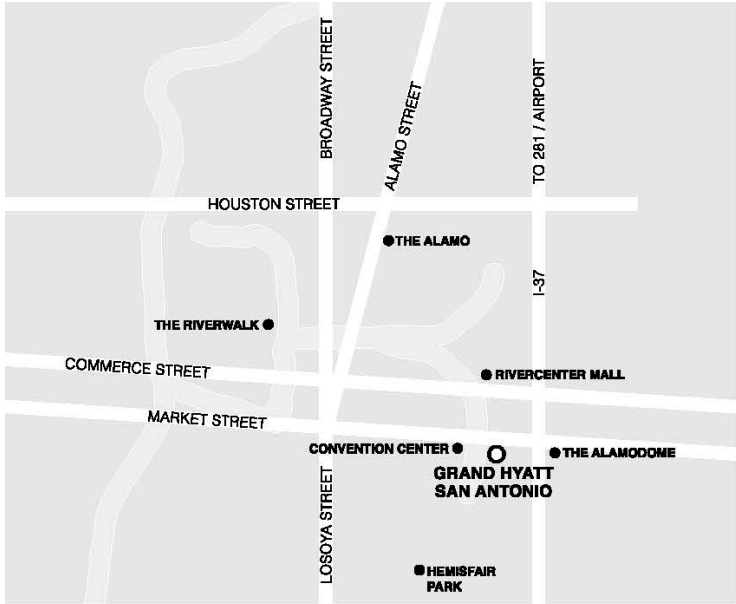 BROADWAY STREET
ALAMO STREET
TO 281 / AIRPORT
HOUSTON STREET
THE ALAMO
I-37
THE RIVERWALK
COMMERCE STREET
RIVERCENTER MALL
MARKET STREET
CONVENTION CENTER
THE ALAMODOME
GRAND HYATT
SAN ANTONIO
LOSOYA STREET
HEMISFAIR
PARK